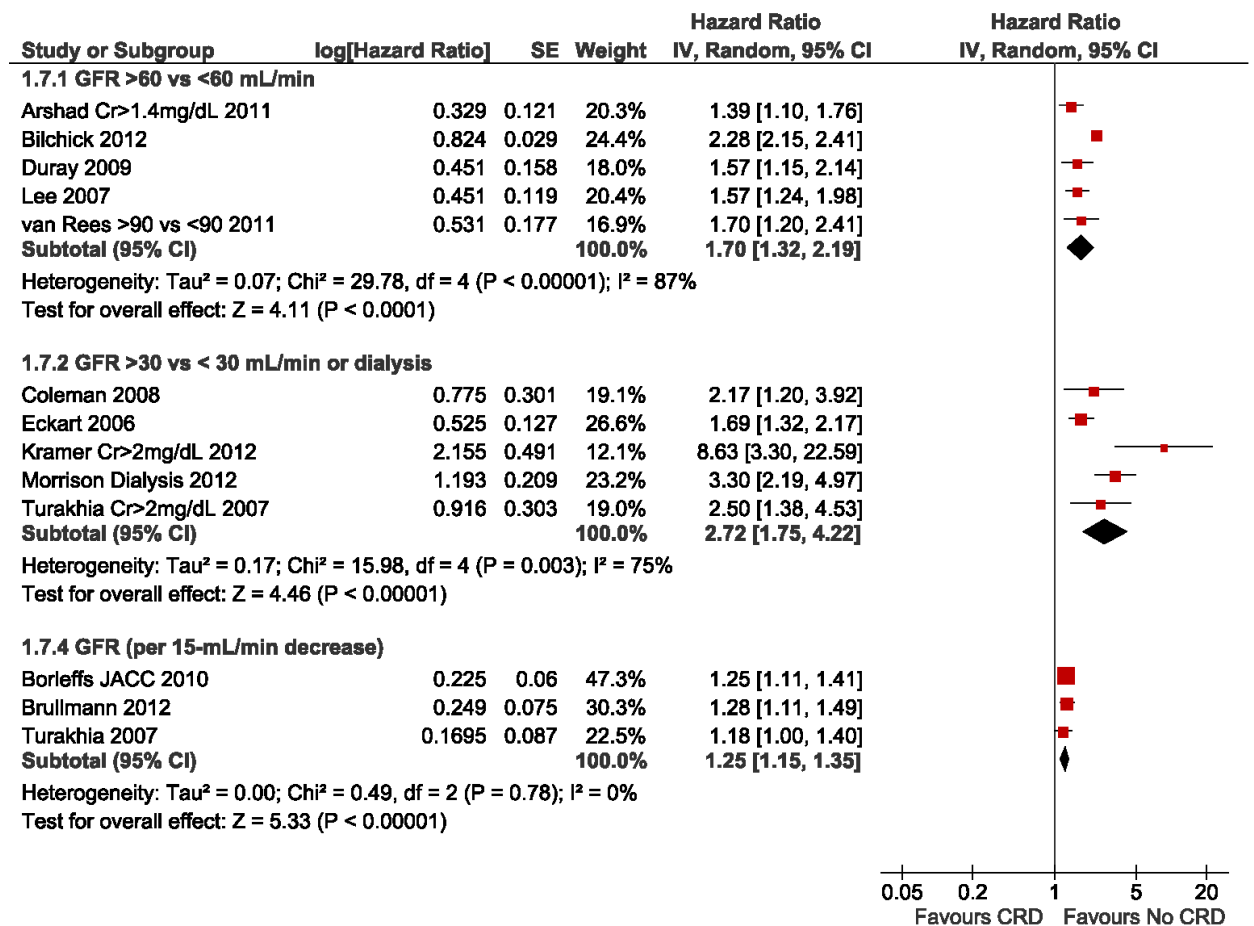 Hazard Ratio Hazard Ratio
Study or Subgroup log[Hazard Ratio] SE Weight IV, Random, 95% CI IV, Random, 95% CI
1.7.1 GFR >60 vs <60 mL/min
Arshad Cr>1.4mg/dL 2011 0.329 0.121 20.3% 1.39 [1.10, 1.76]
Bilchick 2012 0.824 0.029 24.4% 2.28 [2.15, 2.41]
Duray 2009 0.451 0.158 18.0% 1.57 [1.15, 2.14]
Lee 2007 0.451 0.119 20.4% 1.57 [1.24, 1.98]
van Rees >90 vs <90 2011 0.531 0.177 16.9% 1.70 [1.20, 2.41]
Subtotal (95% CI) 100.0% 1.70 [1.32, 2.19]
Heterogeneity: Tau² = 0.07; Chi² = 29.78, df = 4 (P < 0.00001); I² = 87%
Test for overall effect: Z = 4.11 (P < 0.0001)
1.7.2 GFR >30 vs < 30 mL/min or dialysis
Coleman 2008 0.775 0.301 19.1% 2.17 [1.20, 3.92]
Eckart 2006 0.525 0.127 26.6% 1.69 [1.32, 2.17]
Kramer Cr>2mg/dL 2012 2.155 0.491 12.1% 8.63 [3.30, 22.59]
Morrison Dialysis 2012 1.193 0.209 23.2% 3.30 [2.19, 4.97]
Turakhia Cr>2mg/dL 2007 0.916 0.303 19.0% 2.50 [1.38, 4.53]
Subtotal (95% CI) 100.0% 2.72 [1.75, 4.22]
Heterogeneity: Tau² = 0.17; Chi² = 15.98, df = 4 (P = 0.003); I² = 75%
Test for overall effect: Z = 4.46 (P < 0.00001)
1.7.4 GFR (per 15-mL/min decrease)
Borleffs JACC 2010 0.225 0.06 47.3% 1.25 [1.11, 1.41]
Brullmann 2012 0.249 0.075 30.3% 1.28 [1.11, 1.49]
Turakhia 2007 0.1695 0.087 22.5% 1.18 [1.00, 1.40]
Subtotal (95% CI) 100.0% 1.25 [1.15, 1.35]
Heterogeneity: Tau² = 0.00; Chi² = 0.49, df = 2 (P = 0.78); I² = 0%
Test for overall effect: Z = 5.33 (P < 0.00001)
0.05 0.2 1 5 20
Favours CRD Favours No CRD